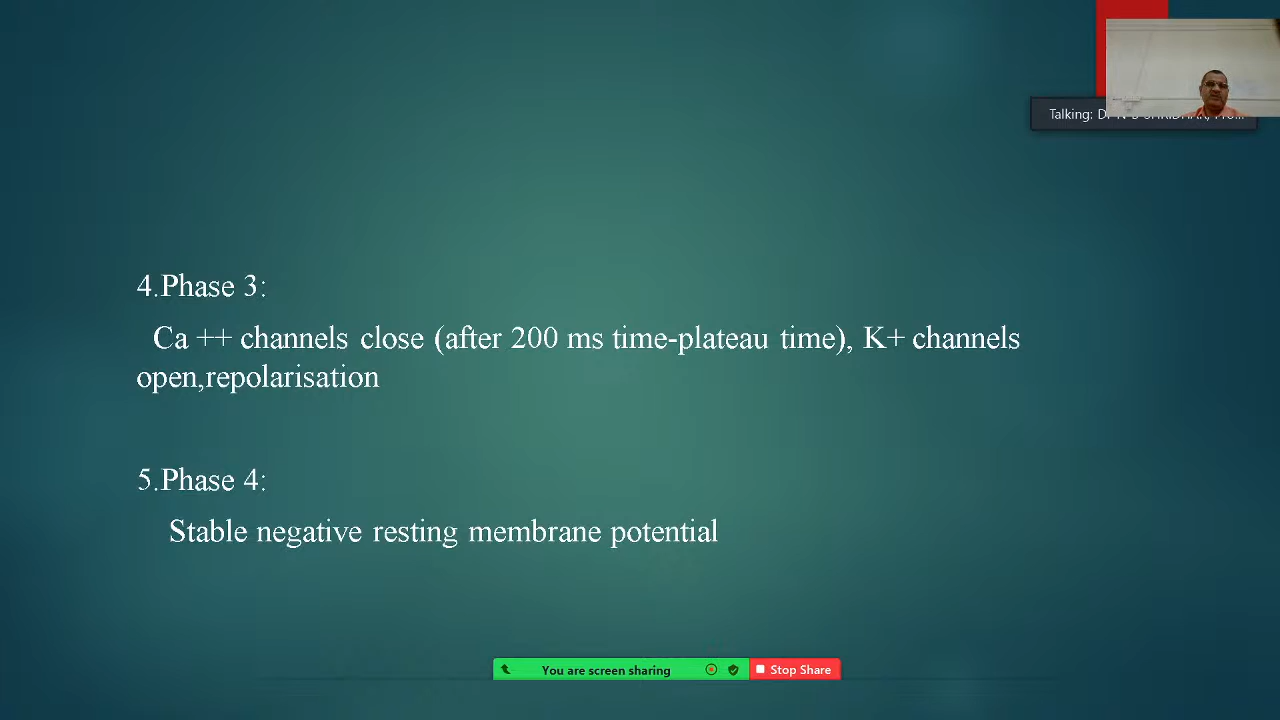 Talking: D
4.Phase 3:
Ca ++ channels close (after 200 ms time-plateau time), K+ channels
open,repolarisation
5.Phase 4:
Stable negative resting membrane potential
You are screen sharing
Stop Share